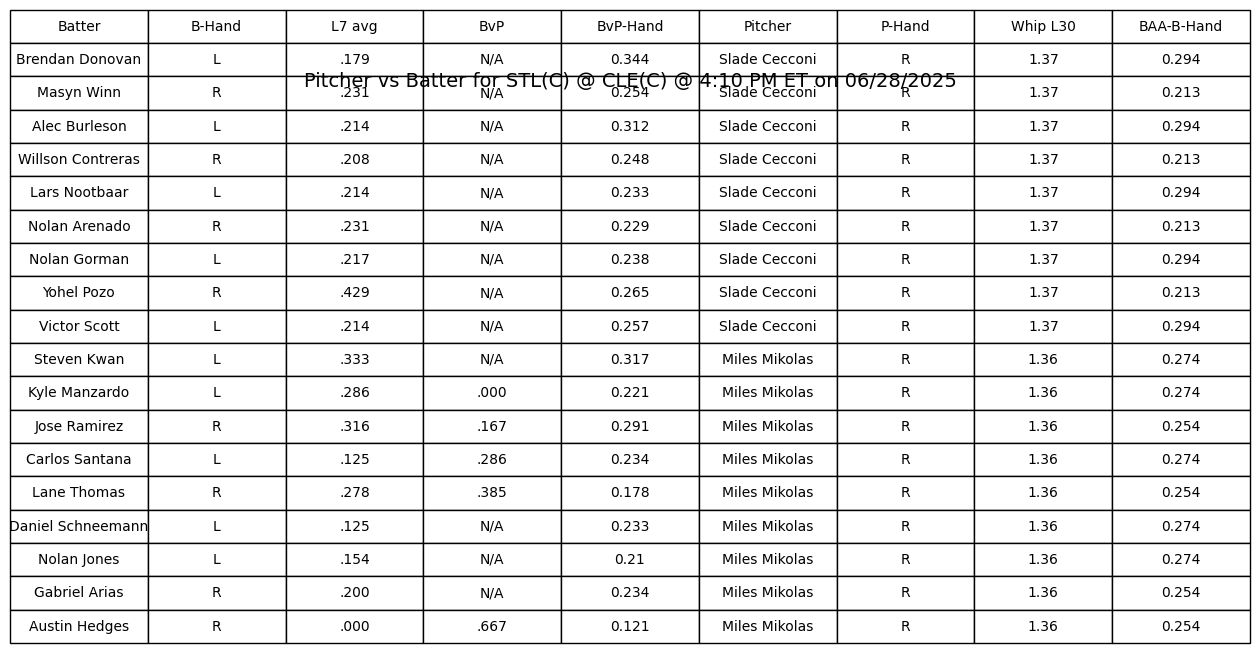 Batter B-Hand L7 avg BvP BvP-Hand Pitcher P-Hand Whip L30 BAA-B-Hand
Brendan Donovan L .179 N/A 0.344 Slade Cecconi R 1.37 0.294
Pitcher vs Batter for STL(C) @ CLE(C) @ 4:10 PM ET on 06/28/2025
Masyn Winn R .231 N/A 0.254 Slade Cecconi R 1.37 0.213
Alec Burleson L .214 N/A 0.312 Slade Cecconi R 1.37 0.294
Willson Contreras R .208 N/A 0.248 Slade Cecconi R 1.37 0.213
Lars Nootbaar L .214 N/A 0.233 Slade Cecconi R 1.37 0.294
Nolan Arenado R .231 N/A 0.229 Slade Cecconi R 1.37 0.213
Nolan Gorman L .217 N/A 0.238 Slade Cecconi R 1.37 0.294
Yohel Pozo R .429 N/A 0.265 Slade Cecconi R 1.37 0.213
Victor Scott L .214 N/A 0.257 Slade Cecconi R 1.37 0.294
Steven Kwan L .333 N/A 0.317 Miles Mikolas R 1.36 0.274
Kyle Manzardo L .286 .000 0.221 Miles Mikolas R 1.36 0.274
Jose Ramirez R .316 .167 0.291 Miles Mikolas R 1.36 0.254
Carlos Santana L .125 .286 0.234 Miles Mikolas R 1.36 0.274
Lane Thomas R .278 .385 0.178 Miles Mikolas R 1.36 0.254
Daniel Schneemann L .125 N/A 0.233 Miles Mikolas R 1.36 0.274
Nolan Jones L .154 N/A 0.21 Miles Mikolas R 1.36 0.274
Gabriel Arias R .200 N/A 0.234 Miles Mikolas R 1.36 0.254
Austin Hedges R .000 .667 0.121 Miles Mikolas R 1.36 0.254